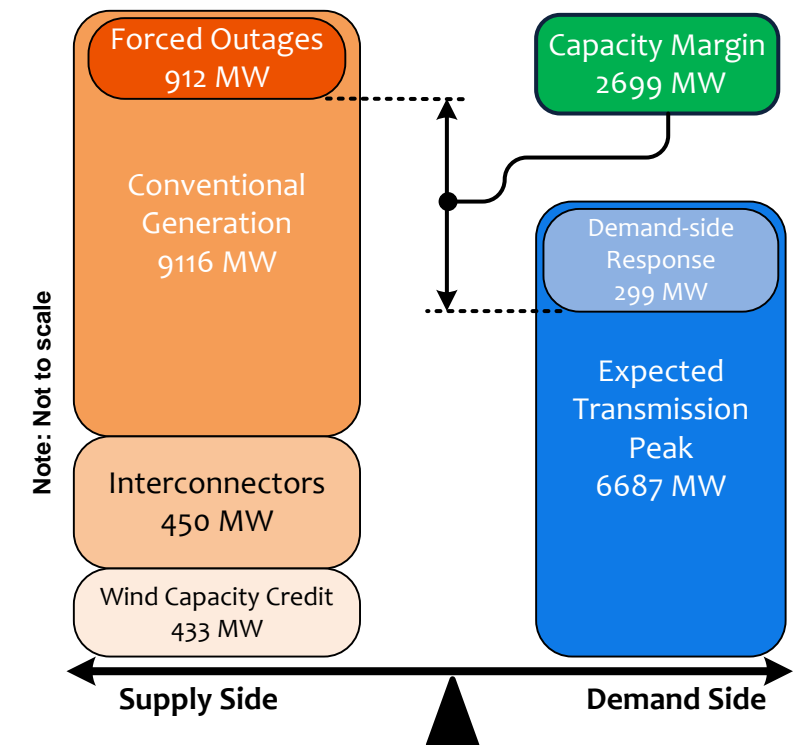 Forced Outages
912 MW
Conventional
Generation
9116 MW
Interconnectors
450 MW
Wind Capacity Credit
433 MW
Note: Not to scale
Capacity Margin
2699 MW
Demand-side
Response
299 MW
Expected
Transmission
Peak
6687 MW
Supply Side
Demand Side